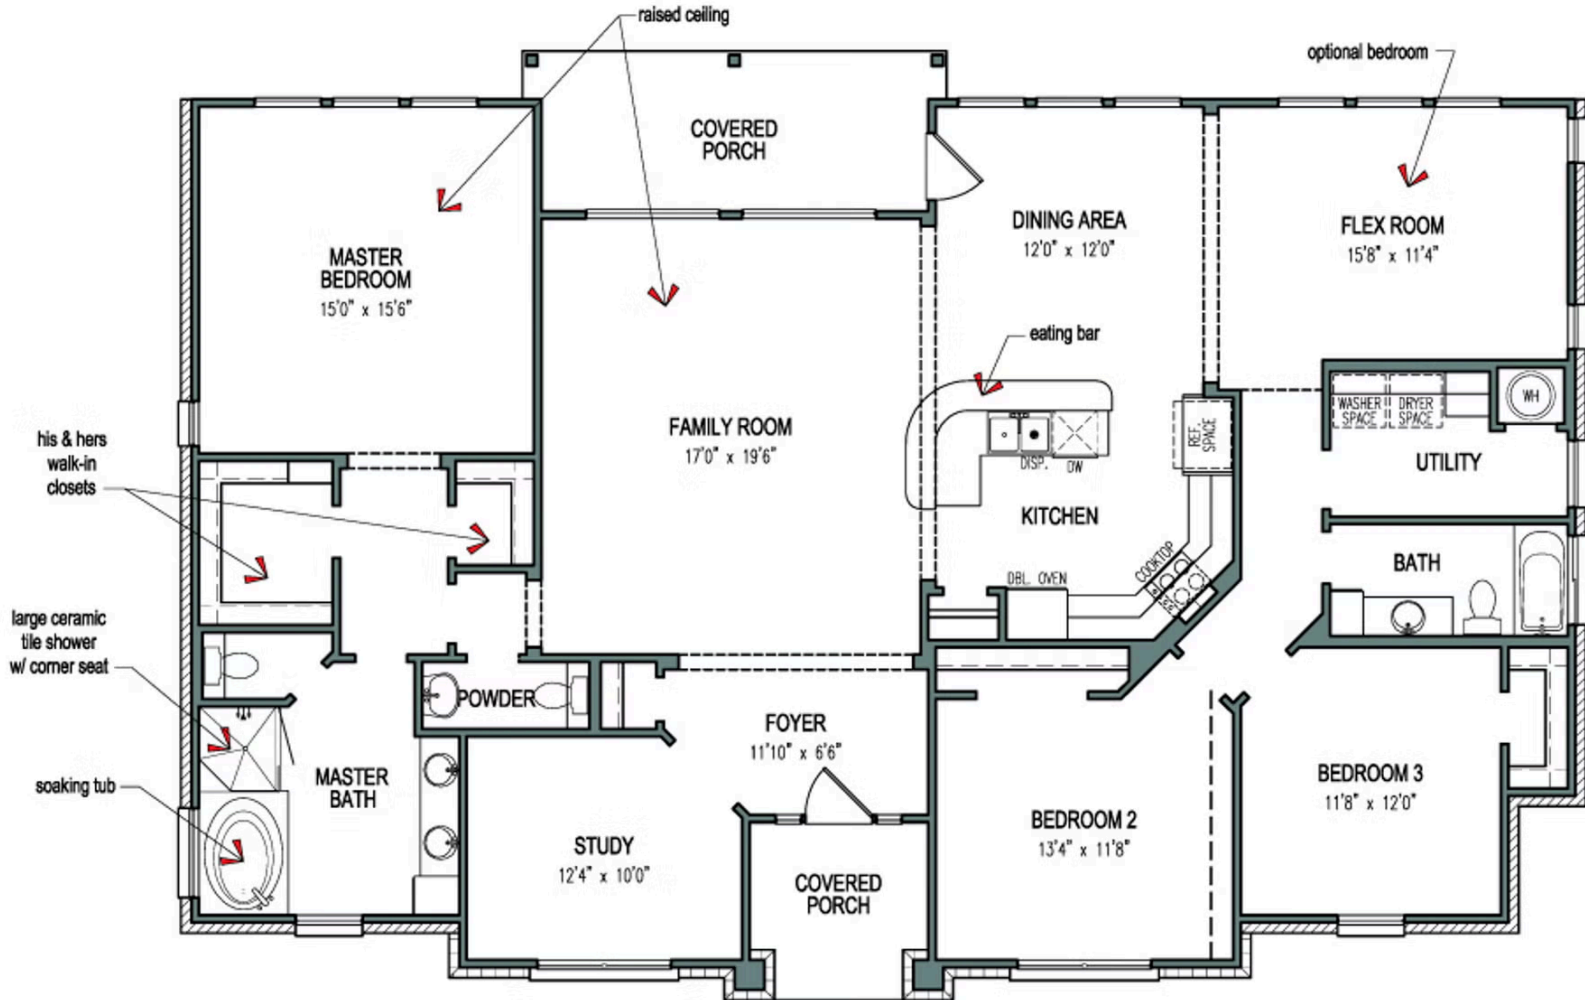 raised ceiling
optional bedroom
COVERED
PORCH
MASTER
BEDROOM
15'0" x 15'6"
DINING AREA
12'0" x 12'0"
FLEX ROOM
15'8" x 11'4"
eating bar
FAMILY ROOM
17'0" x 19'6"
his & hers
walk-in
closets
WASHER
SPACE
DRYER
SPACE
WH
REF.
SPACE
DISP.
DW
UTILITY
KITCHEN
COOKTOP
DBL. OVEN
BATH
large ceramic
tile shower
w/ corner seat
POWDER
FOYER
11'10" x 6'6"
MASTER
BATH
soaking tub
BEDROOM 3
11'8" x 12'0"
STUDY
12'4" x 10'0"
BEDROOM 2
13'4" x 11'8"
COVERED
PORCH